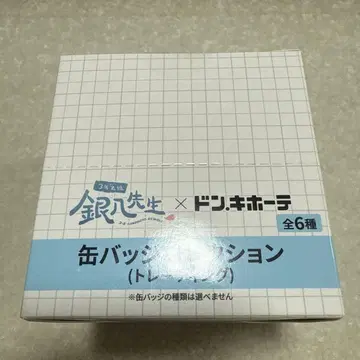 3年Z組
銀八先生
× ドン.キホーテ
全6種
缶バッジ
クション
(トレーディング)
※缶バッジの種類は選べません